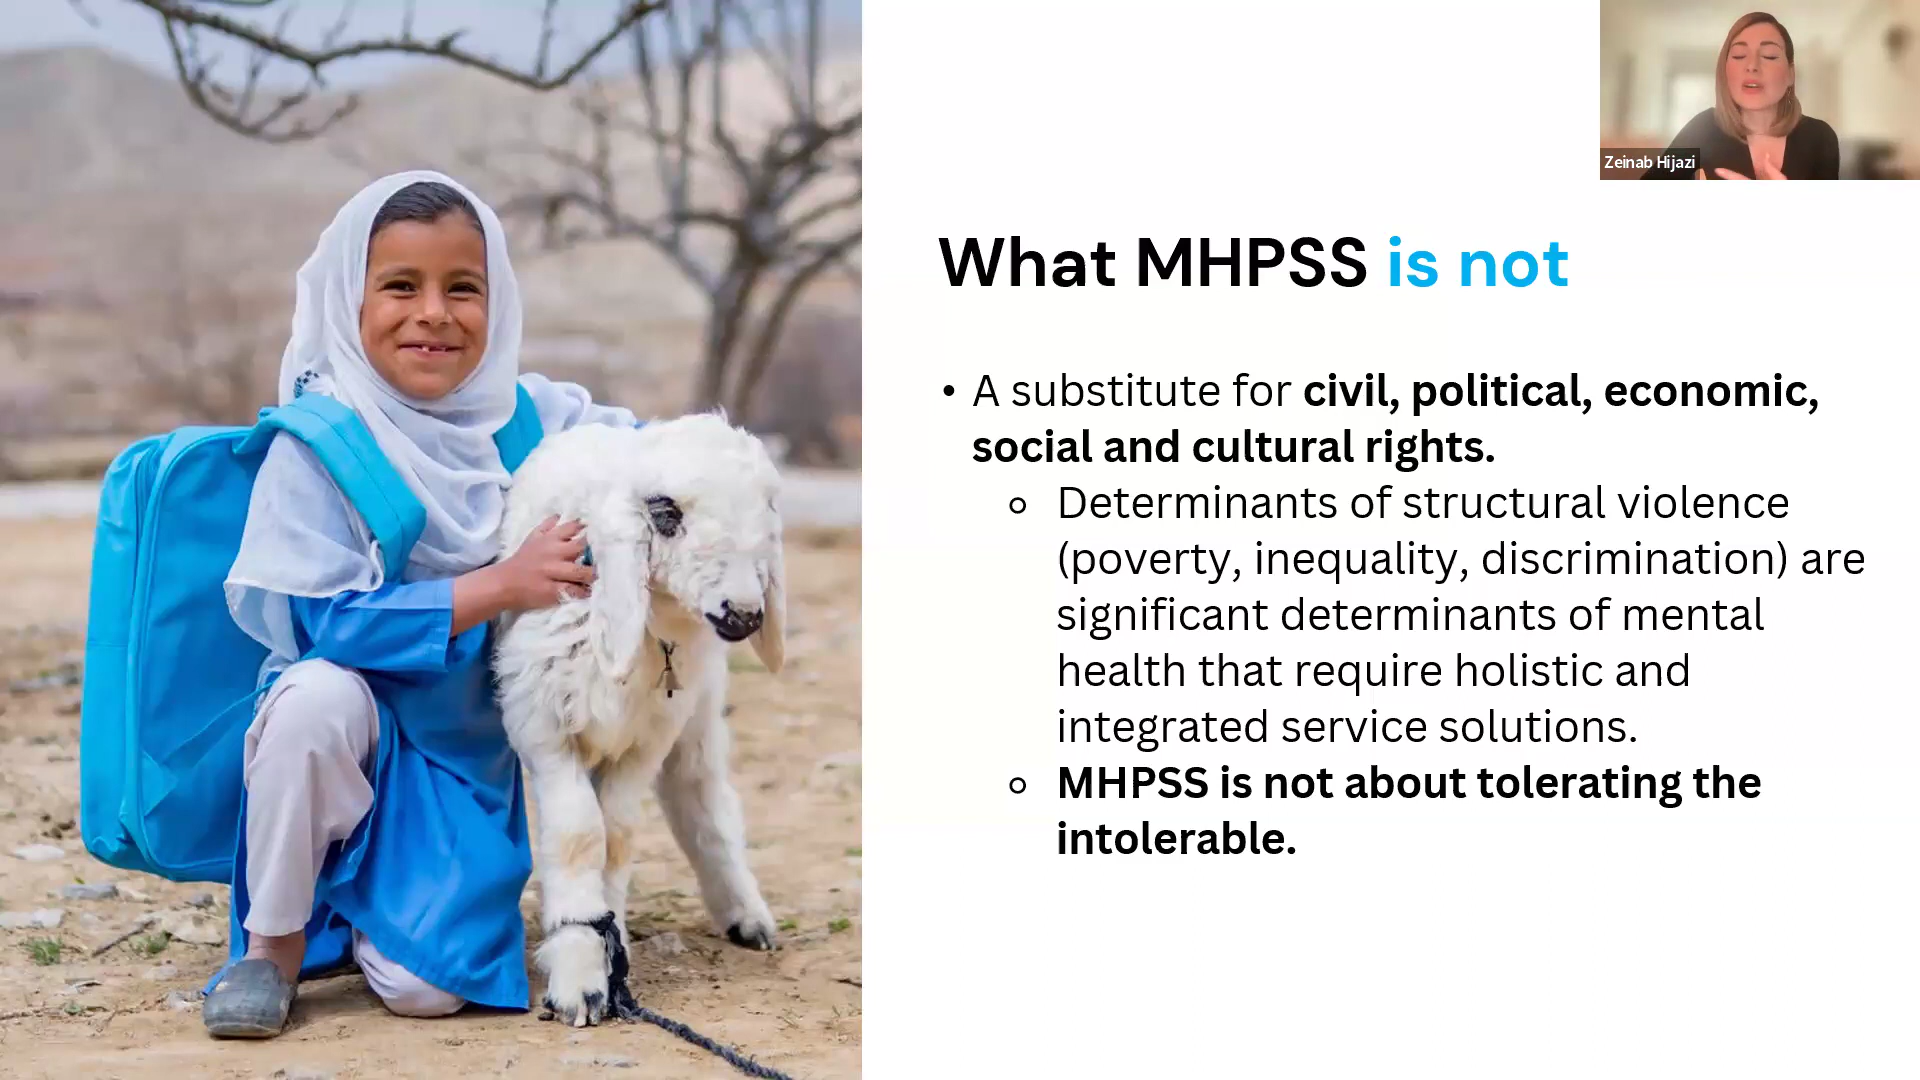 Zeinab Hijazi
What MHPSS is not
• A substitute for civil, political, economic,
social and cultural rights.
○ Determinants of structural violence
(poverty, inequality, discrimination) are
significant determinants of mental
health that require holistic and
integrated service solutions.
○ MHPSS is not about tolerating the
intolerable.